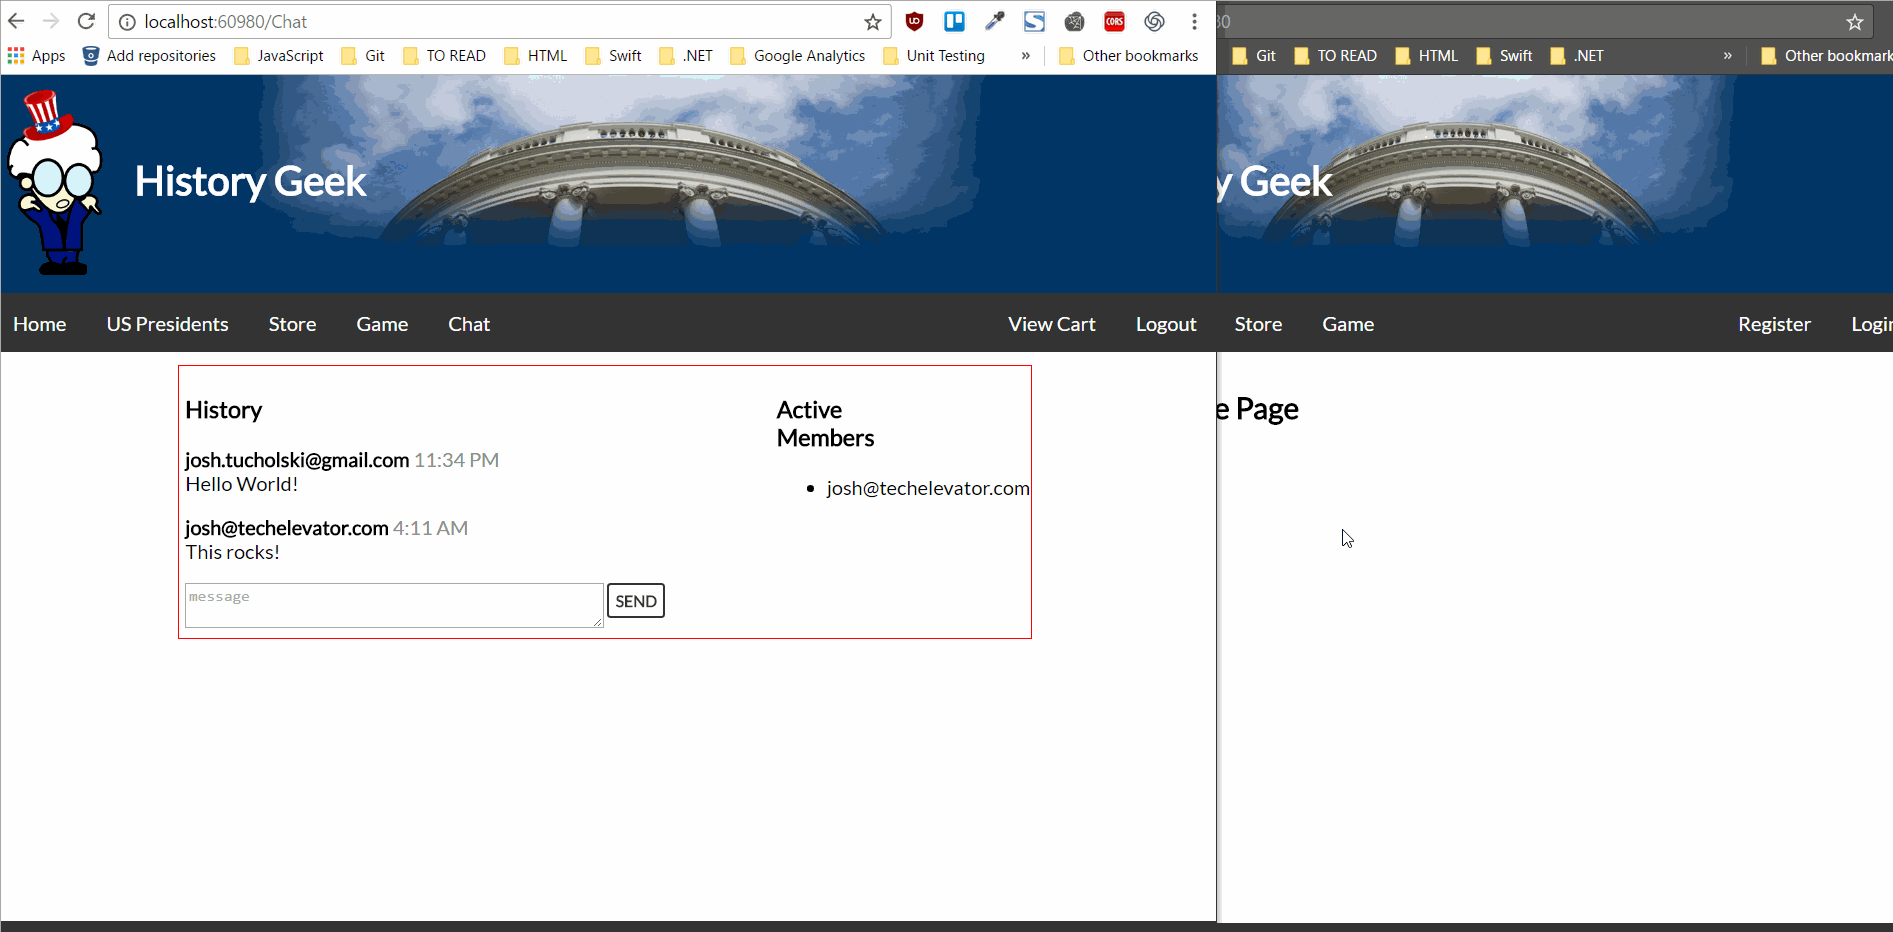 localhost:60980/Chat
Apps Add repositories JavaScript Git TO READ HTML Swift .NET Google Analytics Unit Testing » Other bookmarks
History Geek
Home US Presidents Store Game Chat View Cart Logout
History
josh.tucholski@gmail.com 11:34 PM
Hello World!
josh@techelevator.com 4:11 AM
This rocks!
message
SEND
Active
Members
josh@techelevator.com
80
Git TO READ HTML Swift .NET » Other bookmark
y Geek
Store Game Register Login
e Page